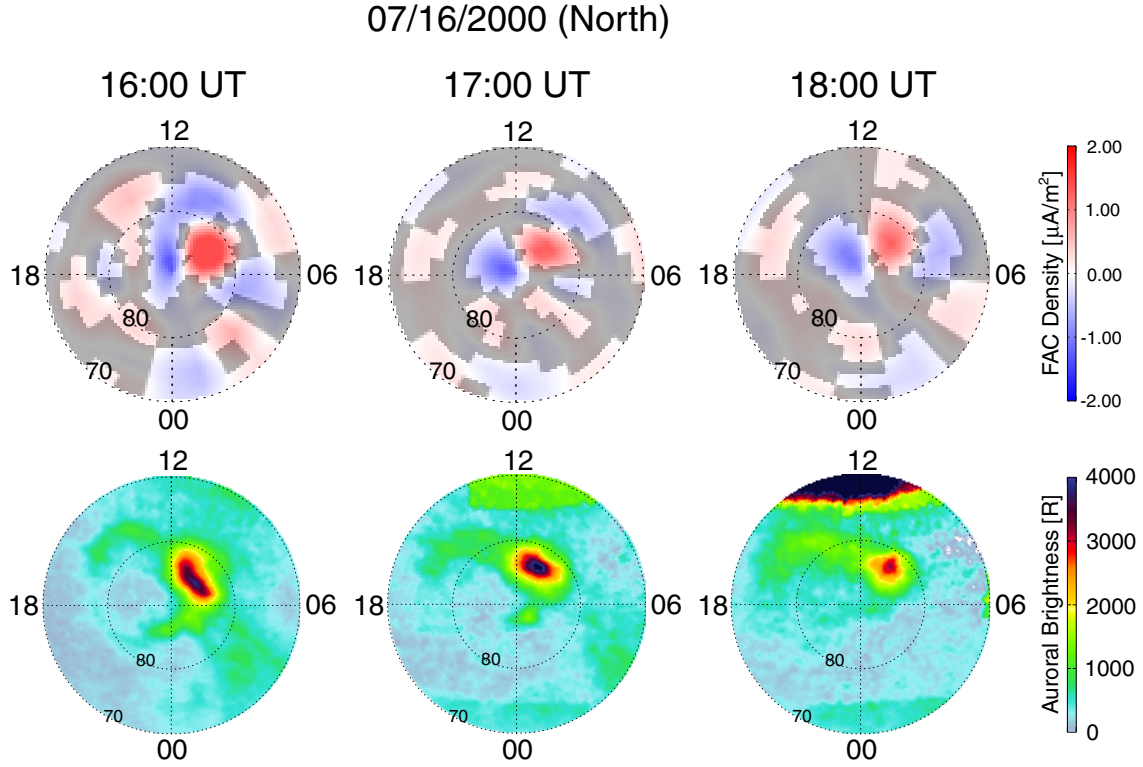 07/16/2000 (North)
16:00 UT 17:00 UT 18:00 UT
12 12 12
18 06 18 06 18 06
80 80 80
70 70 70
00 00 00
2.00
1.00
0.00
-1.00
-2.00
FAC Density [µA/m²]
12 12 12
18 06 18 06 18 06
80 80 80
70 70 70
00 00 00
4000
3000
2000
1000
0
Auroral Brightness [R]